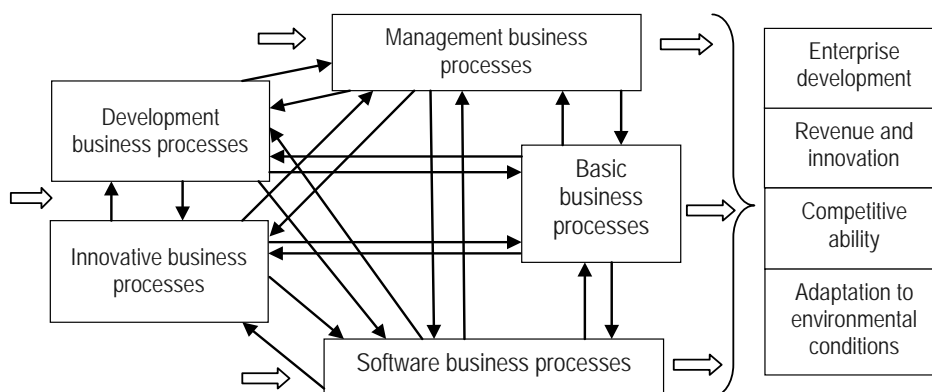 Management business
processes
Development
business processes
Innovative business
processes
Basic
business
processes
Software business processes
Enterprise
development
Revenue and
innovation
Competitive
ability
Adaptation to
environmental
conditions